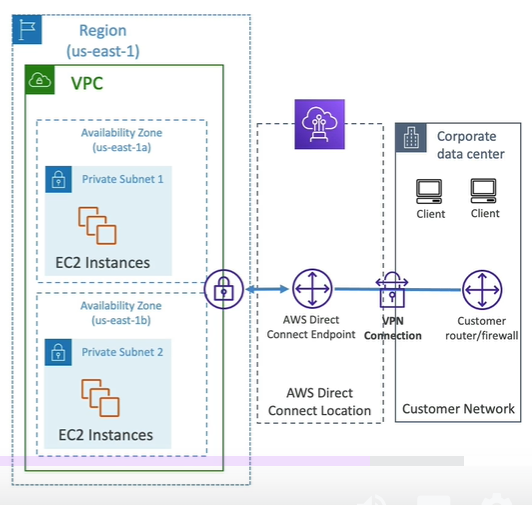 Region
(us-east-1)
VPC
Availability Zone
(us-east-1a)
Private Subnet 1
EC2 Instances
Availability Zone
(us-east-1b)
Private Subnet 2
EC2 Instances
AWS Direct
Connect Endpoint
AWS Direct
Connect Location
VPN
Connection
Corporate
data center
Client
Client
Customer
router/firewall
Customer Network